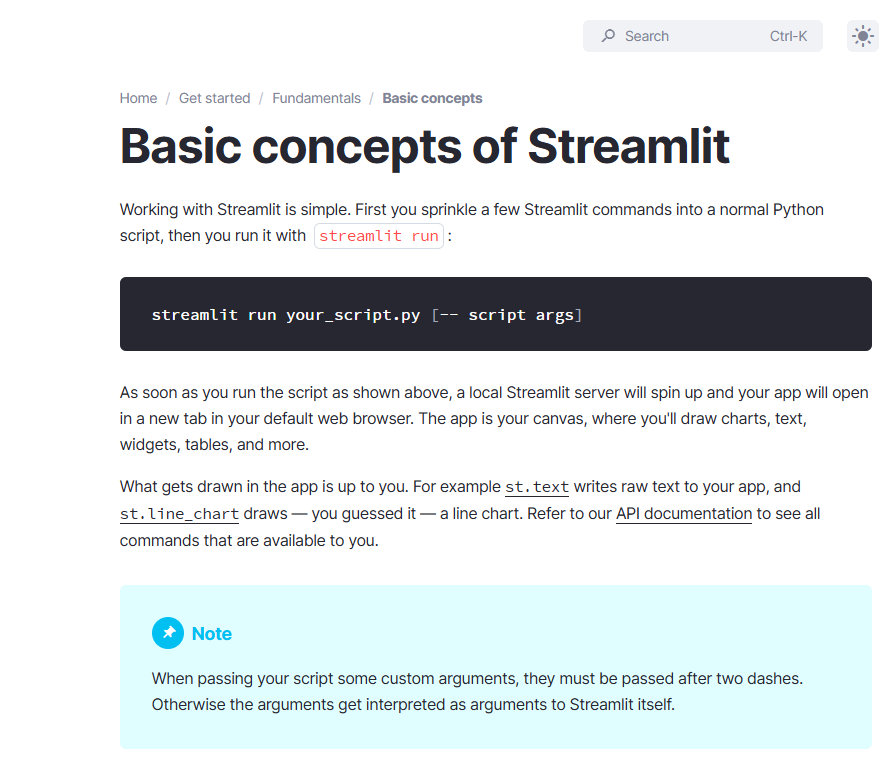 Search Ctrl-K
Home / Get started / Fundamentals / Basic concepts
Basic concepts of Streamlit
Working with Streamlit is simple. First you sprinkle a few Streamlit commands into a normal Python
script, then you run it with streamlit run :
streamlit run your_script.py [-- script args]
As soon as you run the script as shown above, a local Streamlit server will spin up and your app will open
in a new tab in your default web browser. The app is your canvas, where you'll draw charts, text,
widgets, tables, and more.
What gets drawn in the app is up to you. For example st.text writes raw text to your app, and
st.line_chart draws — you guessed it — a line chart. Refer to our API documentation to see all
commands that are available to you.
Note
When passing your script some custom arguments, they must be passed after two dashes.
Otherwise the arguments get interpreted as arguments to Streamlit itself.